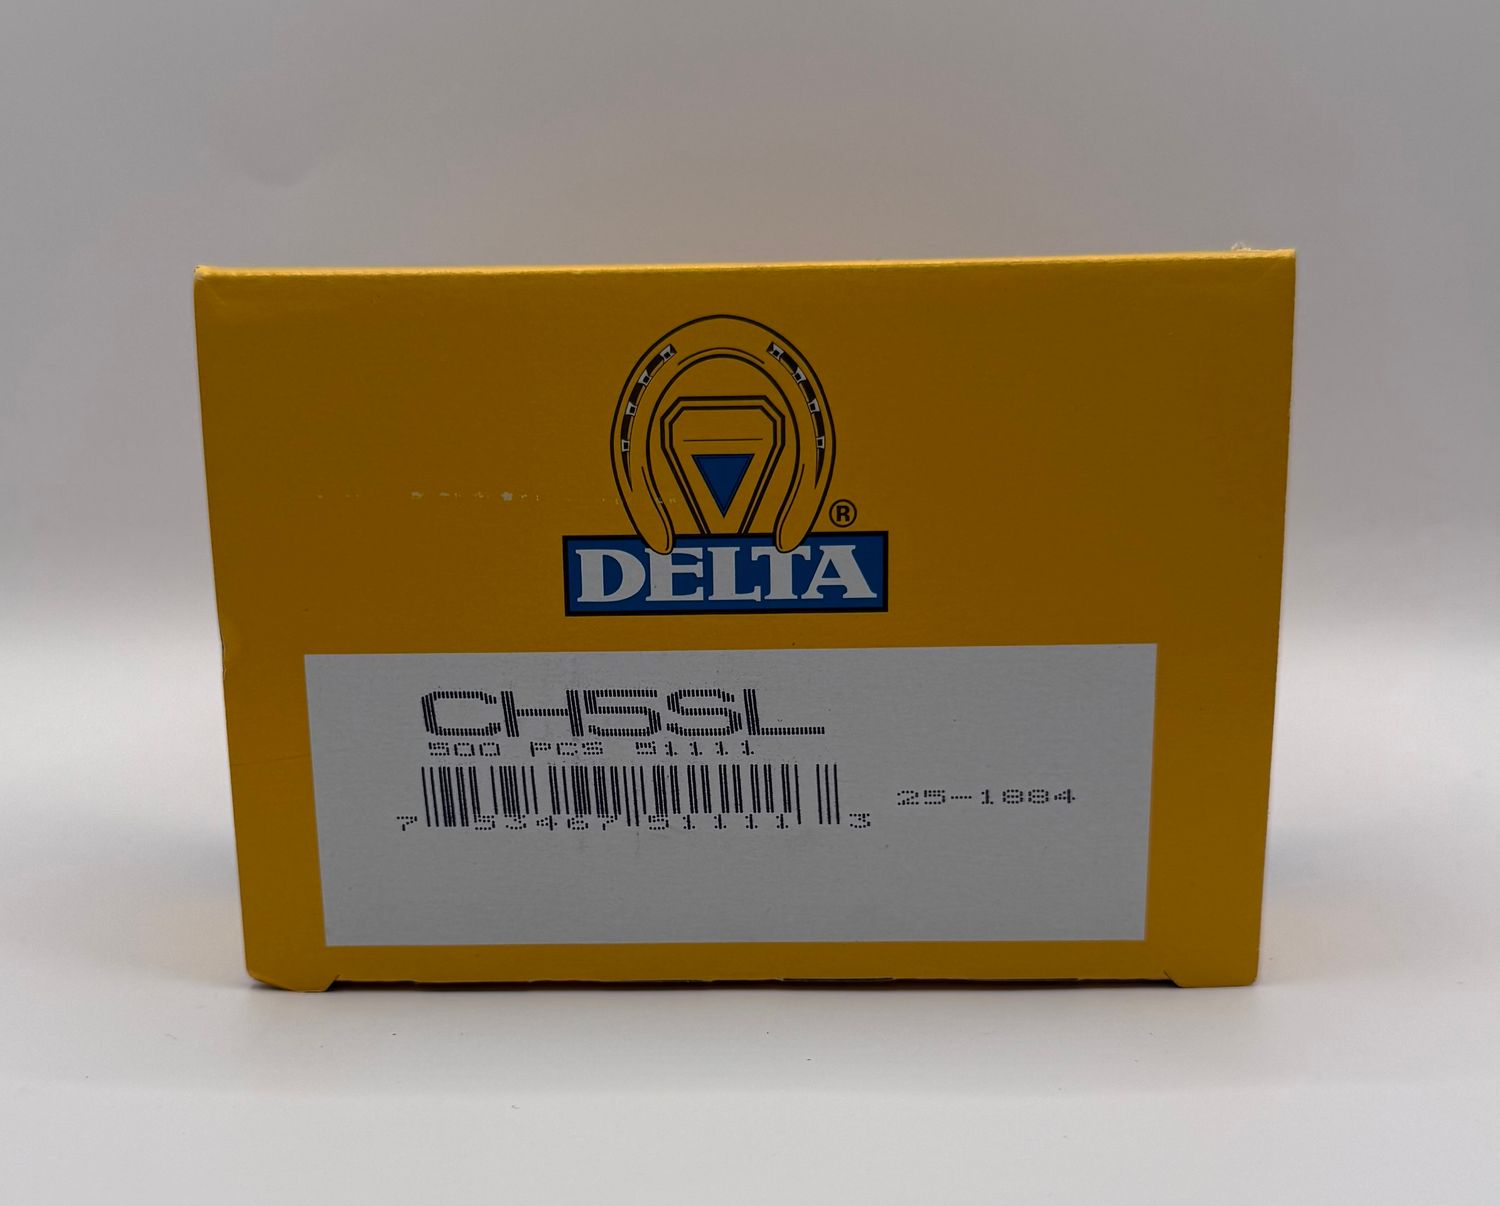 ®
DELTA
CH5SL
500 PCS 51111
25-1884
7 53467 51111 3